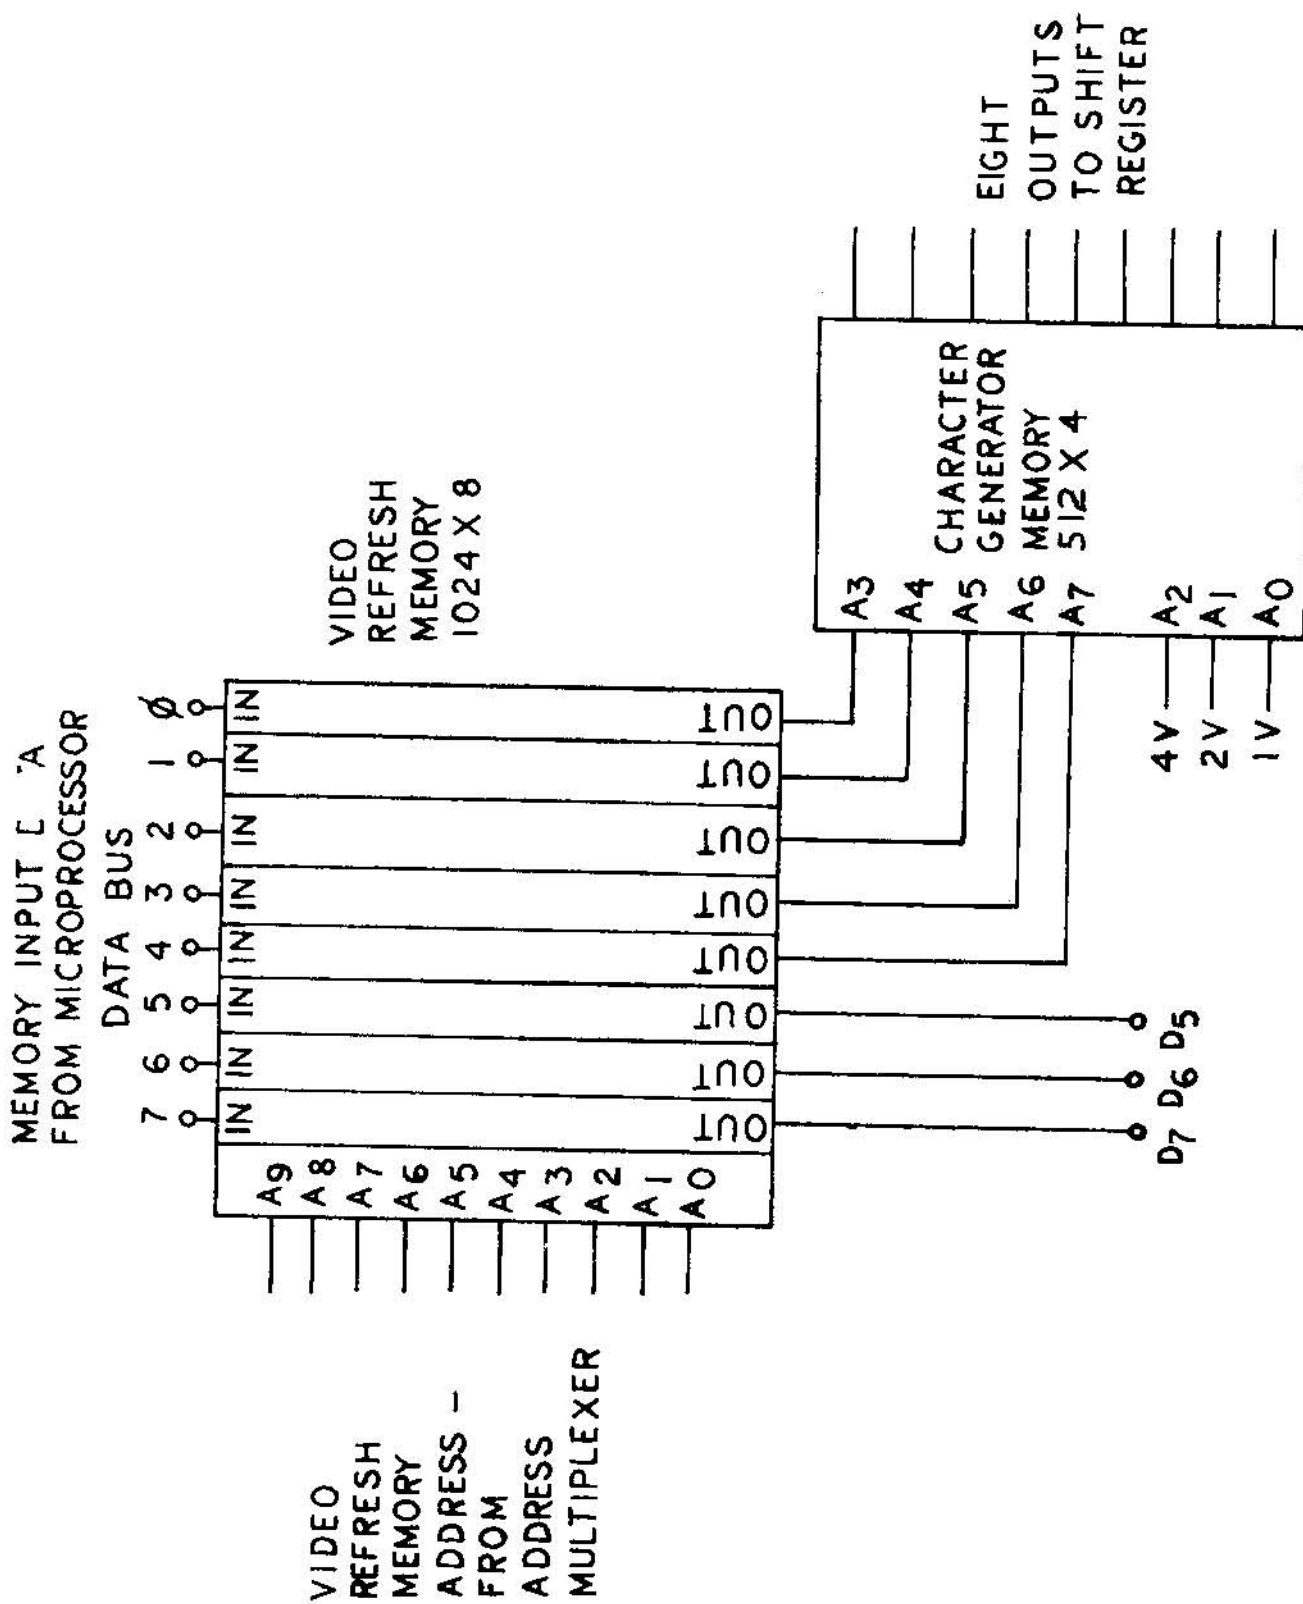 MEMORY INPUT
FROM MICROPROCESSOR
DATA BUS
7 6 5 4 3 2 1 Ø
IN IN IN IN IN IN IN IN
VIDEO
REFRESH
MEMORY
1024 X 8
A9
A8
A7
A6
A5
A4
A3
A2
A1
A0
OUT OUT OUT OUT OUT OUT OUT OUT
VIDEO
REFRESH
MEMORY
ADDRESS –
FROM
ADDRESS
MULTIPLEXER
D7 D6 D5
A3
A4
A5
A6
A7
A2
A1
A0
4V
2V
1V
CHARACTER
GENERATOR
MEMORY
512 X 4
EIGHT
OUTPUTS
TO SHIFT
REGISTER